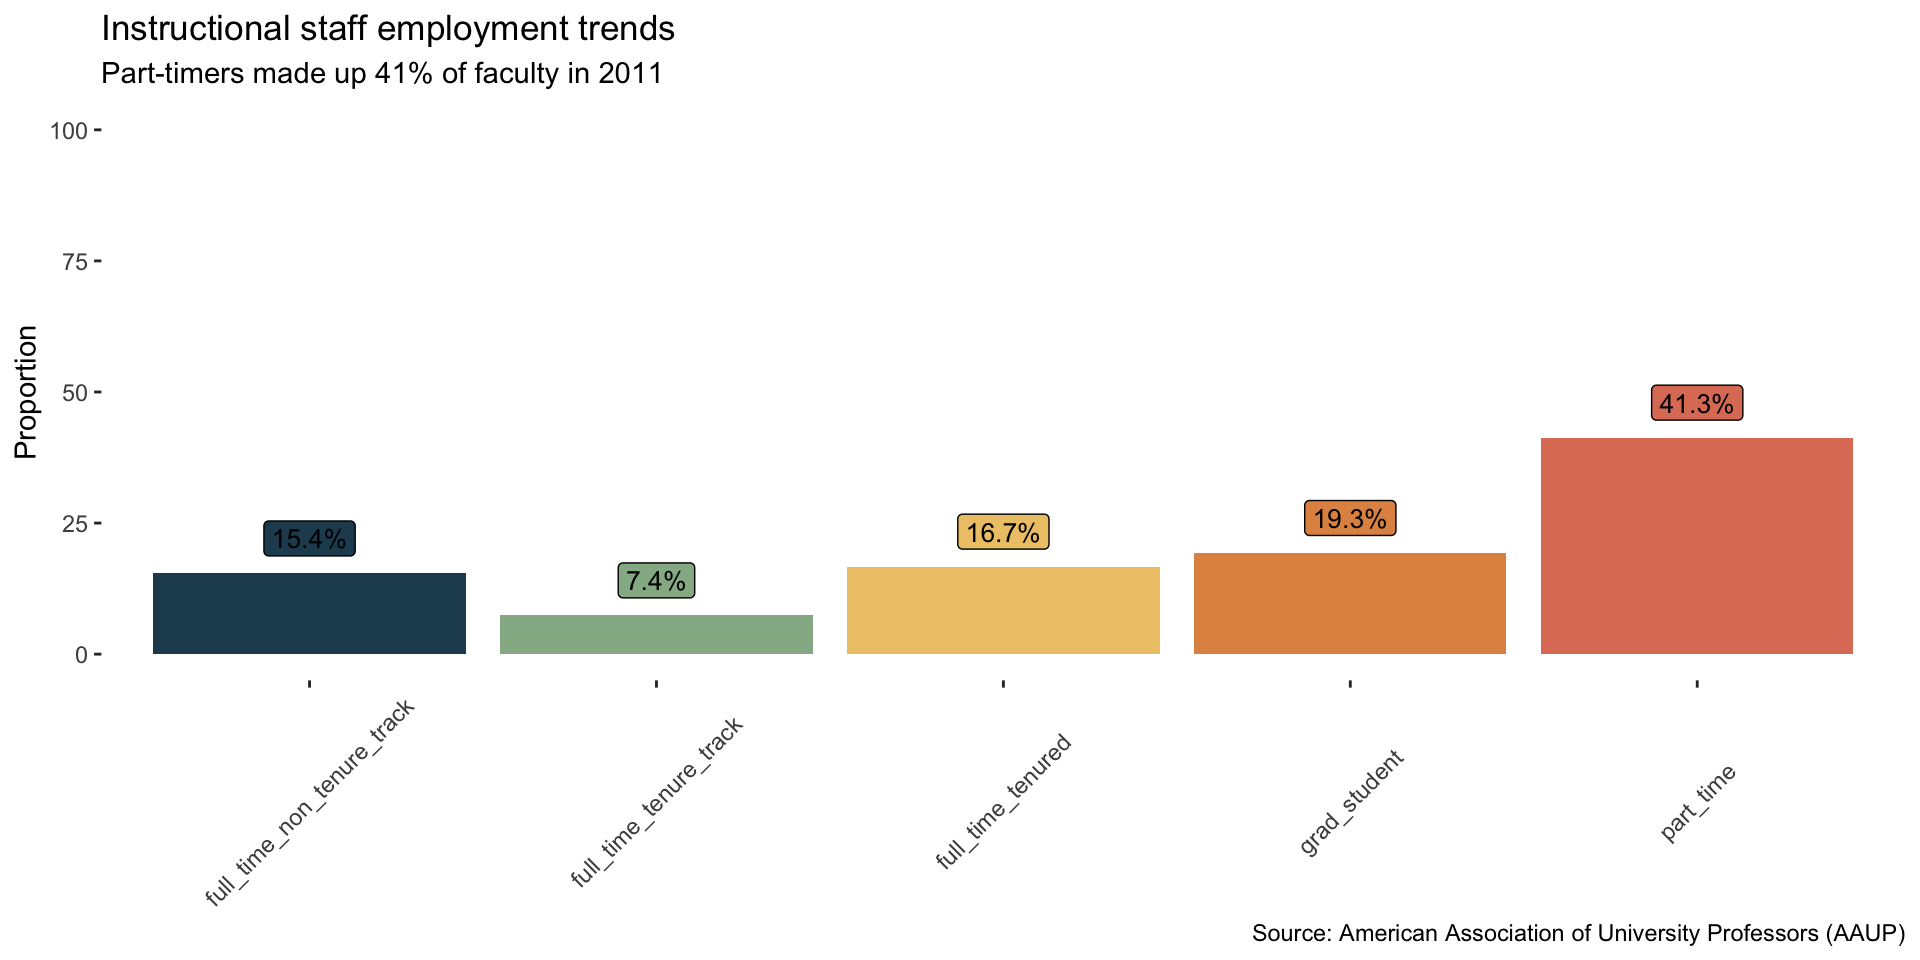 Instructional staff employment trends
Part-timers made up 41% of faculty in 2011
Proportion
100
75
50
25
0
15.4%
7.4%
16.7%
19.3%
41.3%
full_time_non_tenure_track
full_time_tenure_track
full_time_tenured
grad_student
part_time
Source: American Association of University Professors (AAUP)